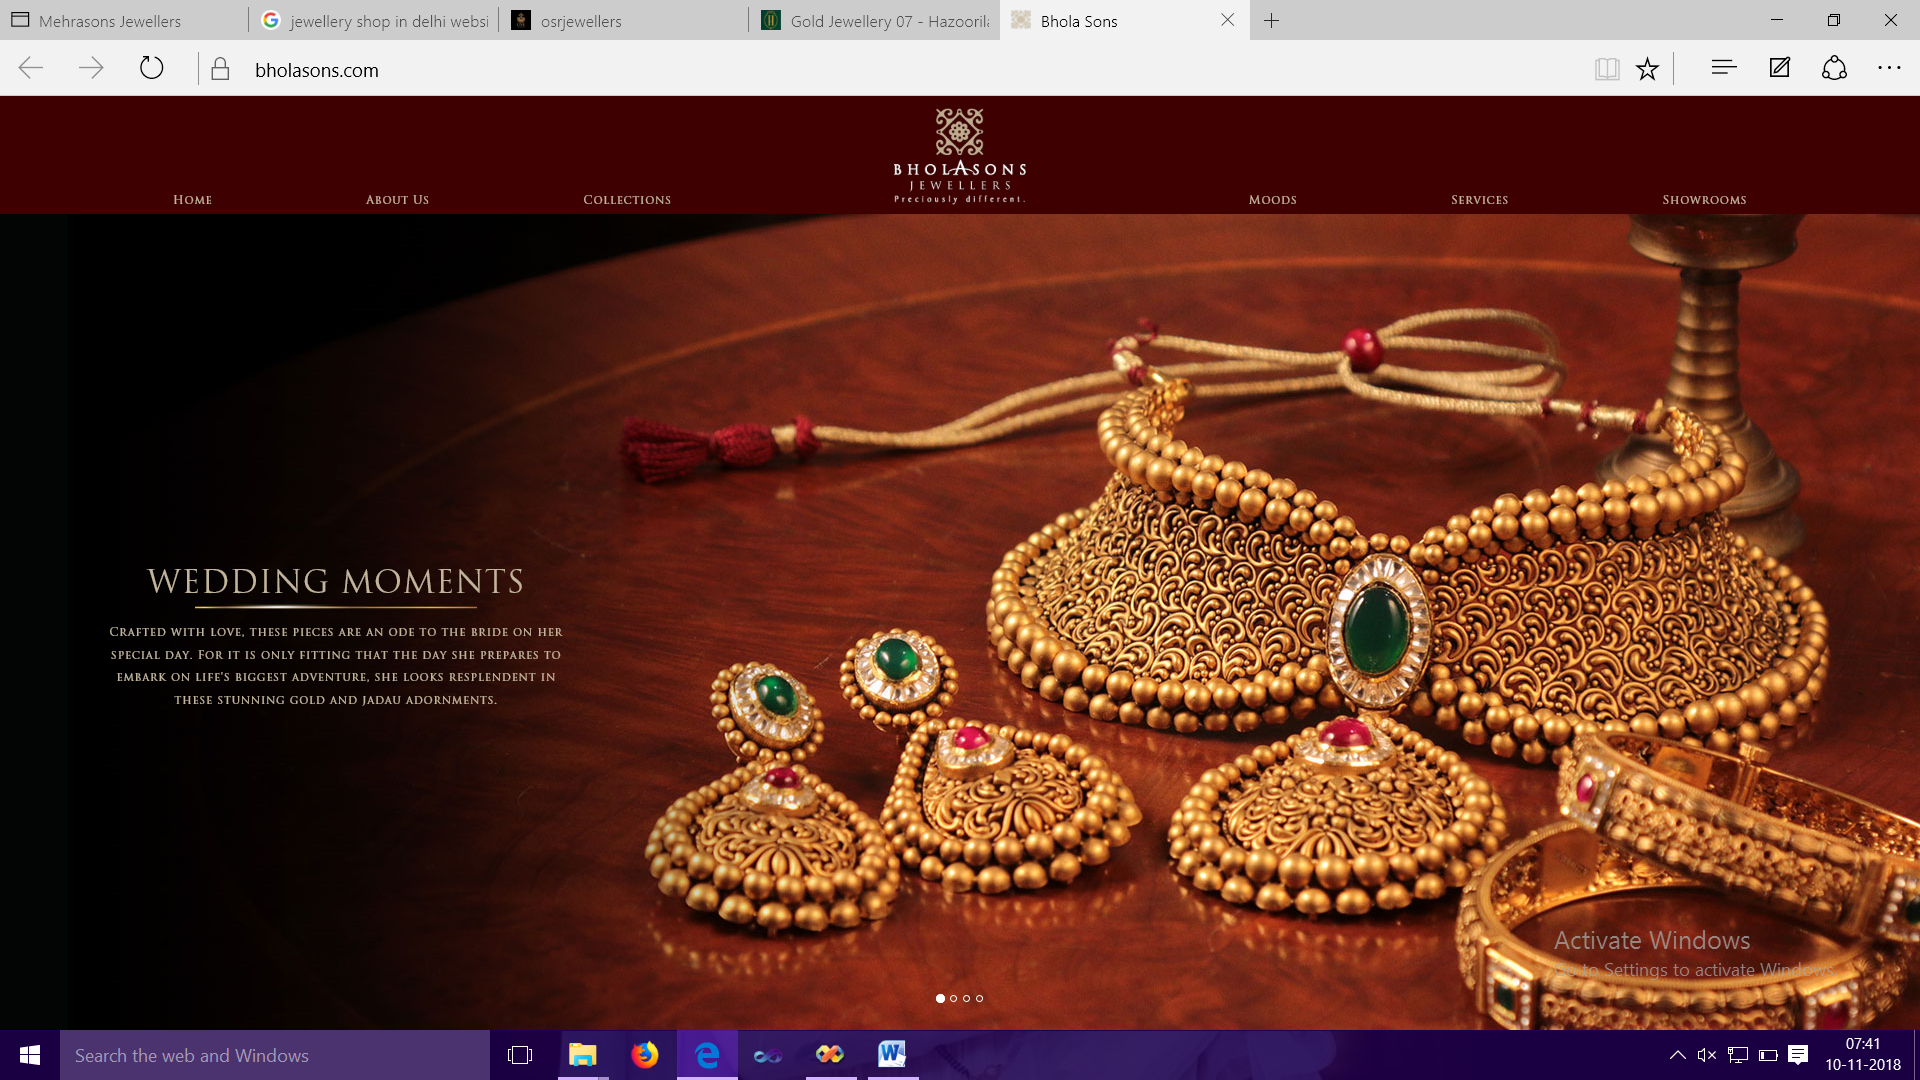 Mehrasons Jewellers
jewellery shop in delhi websi
osrjewellers
Gold Jewellery 07 - Hazooril
Bhola Sons
bholasons.com
BHOLASONS
JEWELLERS
Preciously different.
Home
About Us
Collections
Moods
Services
Showrooms
WEDDING MOMENTS
Crafted with love, these pieces are an ode to the bride on her
special day. For it is only fitting that the day she prepares to
embark on life's biggest adventure, she looks resplendent in
these stunning gold and jadau adornments.
Activate Windows
Go to Settings to activate Windows.
Search the web and Windows
07:41
10-11-2018